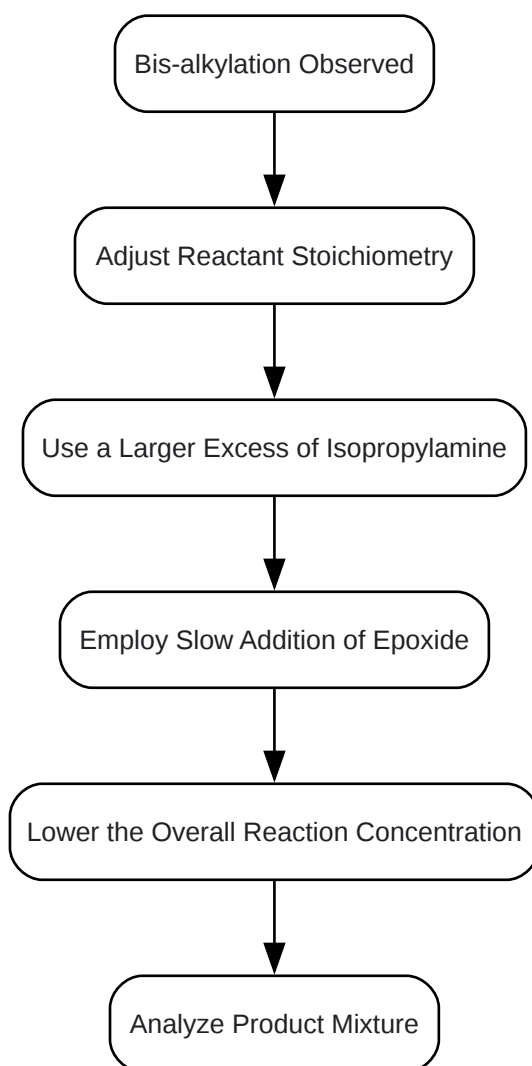 Bis-alkylation Observed
Adjust Reactant Stoichiometry
Use a Larger Excess of Isopropylamine
Employ Slow Addition of Epoxide
Lower the Overall Reaction Concentration
Analyze Product Mixture